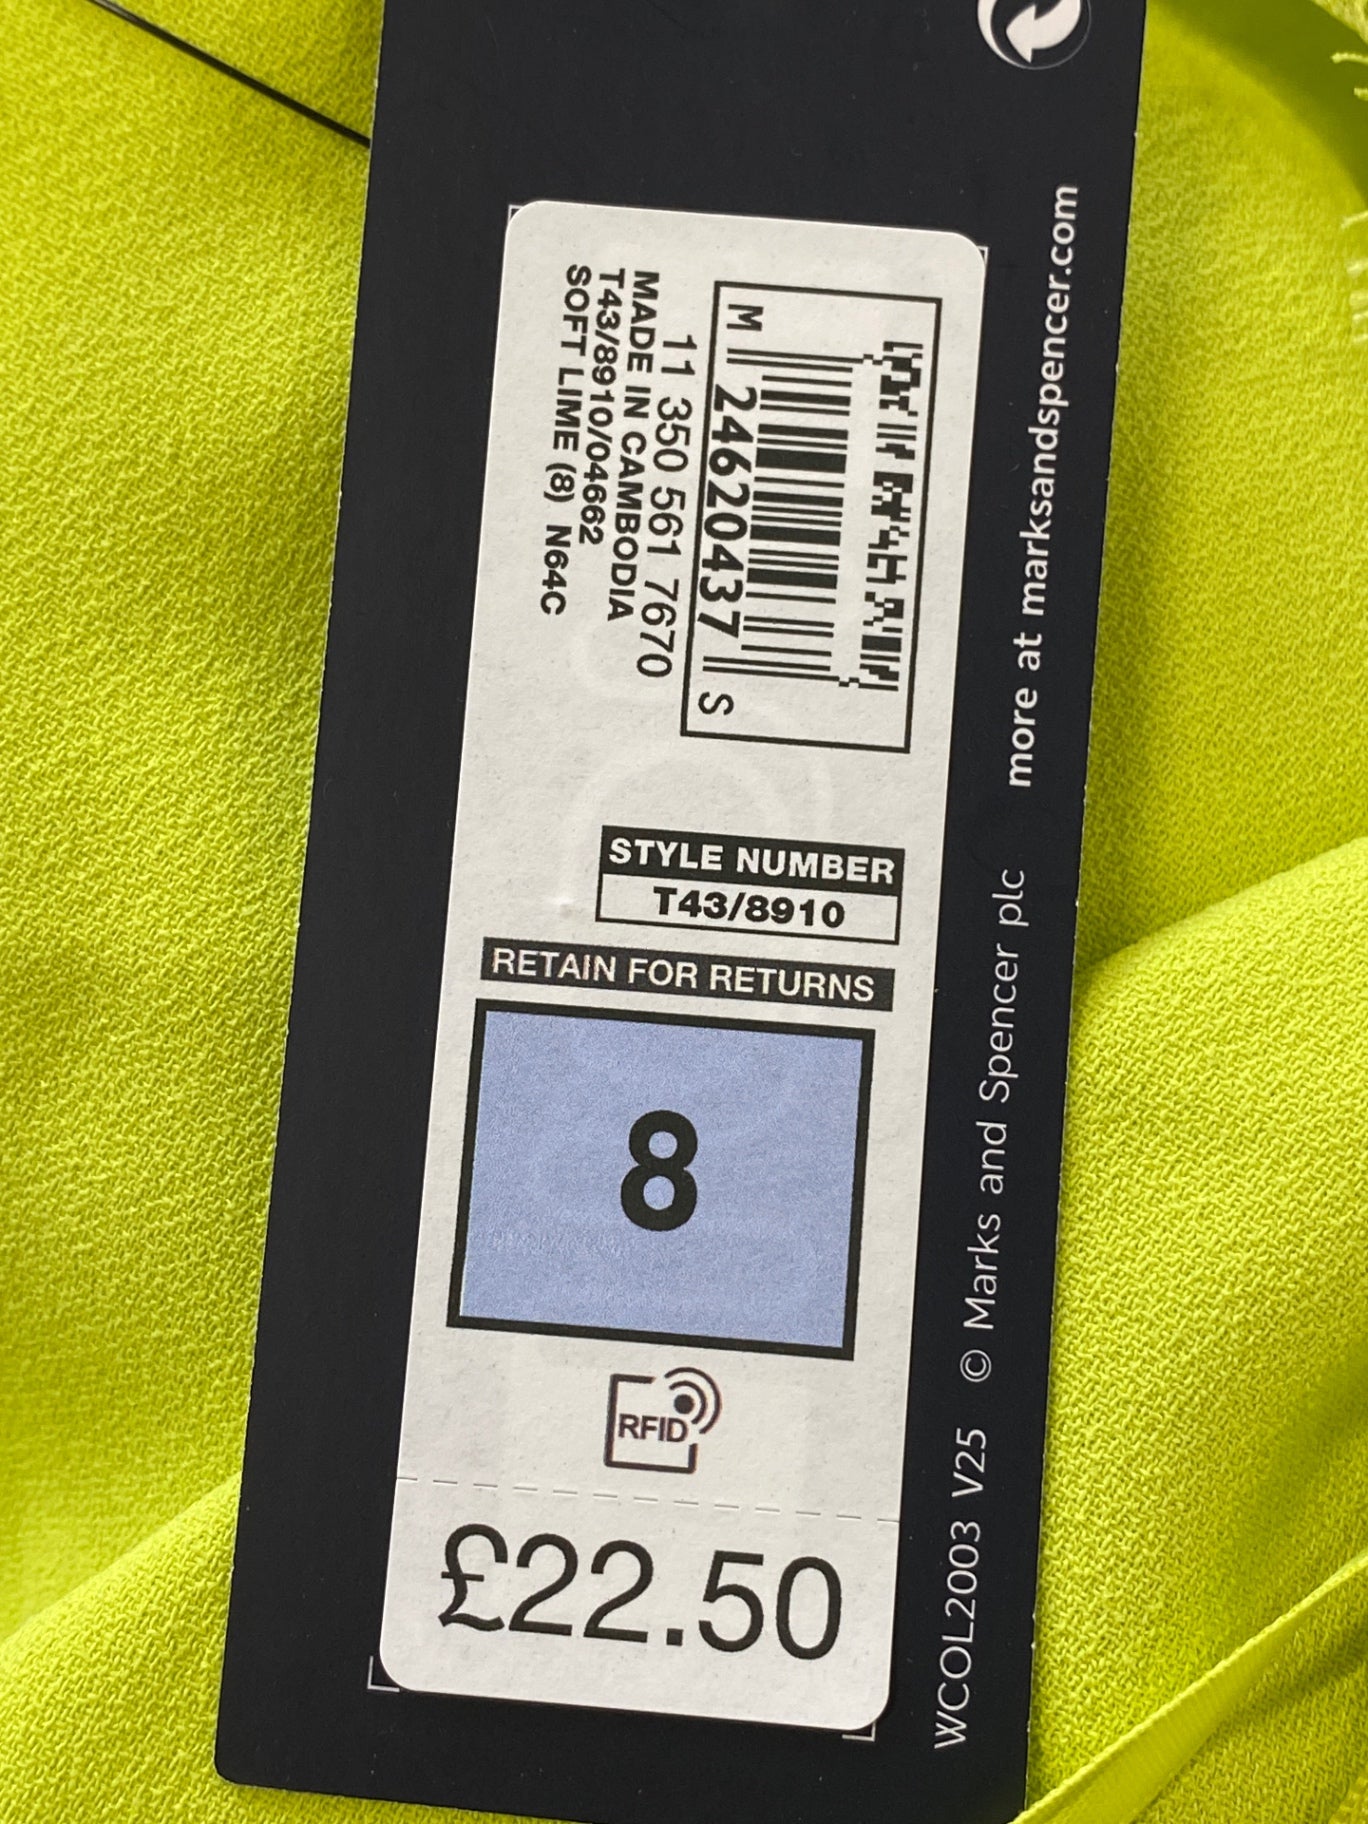 M 24620437 S
11 350 561 7670
MADE IN CAMBODIA
T43/8910/04662
SOFT LIME (8) N64C
STYLE NUMBER
T43/8910
RETAIN FOR RETURNS
8
RFID
£22.50
WCOL2003 V25 © Marks and Spencer plc more at marksandspencer.com